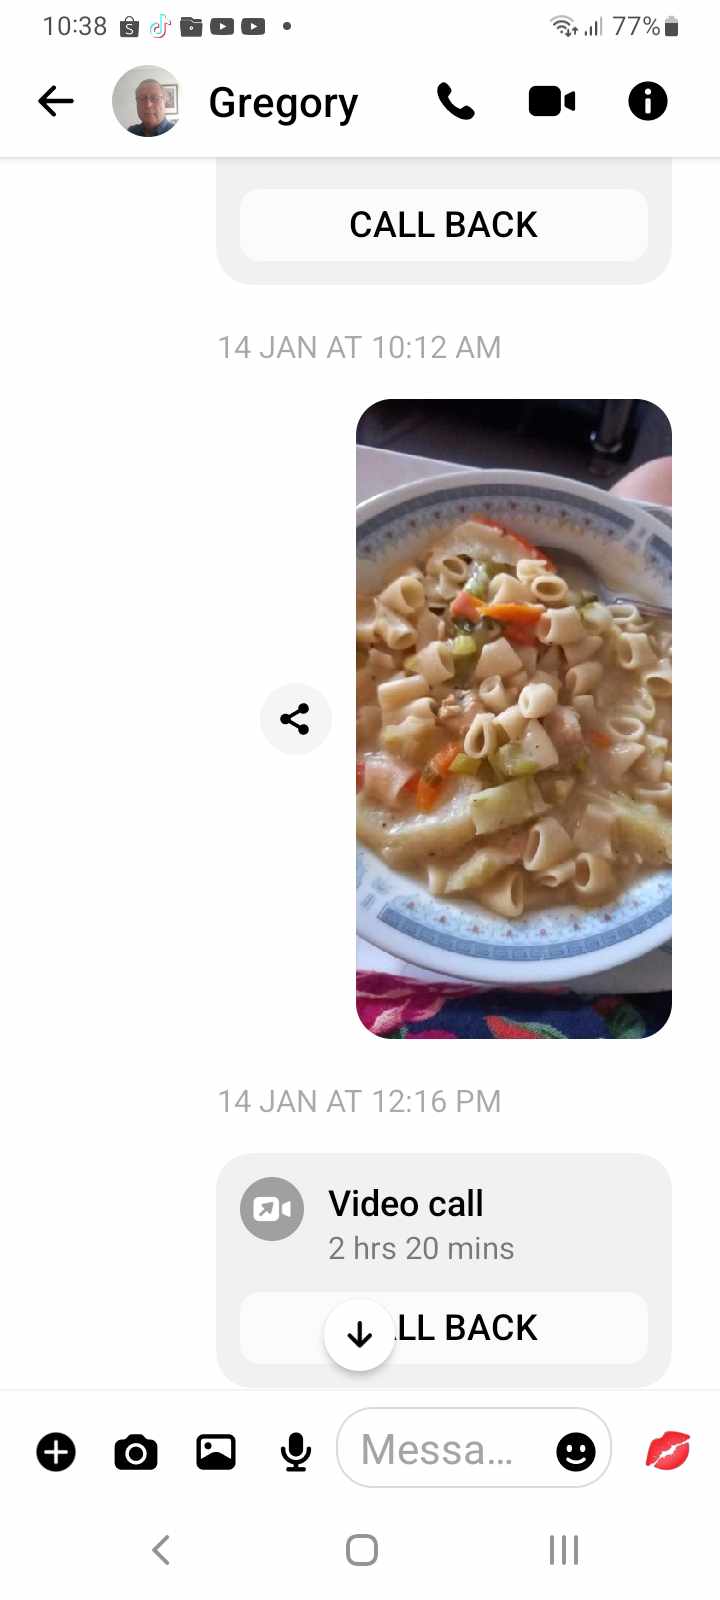 10:38 77%
Gregory
CALL BACK
14 JAN AT 10:12 AM
14 JAN AT 12:16 PM
Video call
2 hrs 20 mins
LL BACK
Messa...